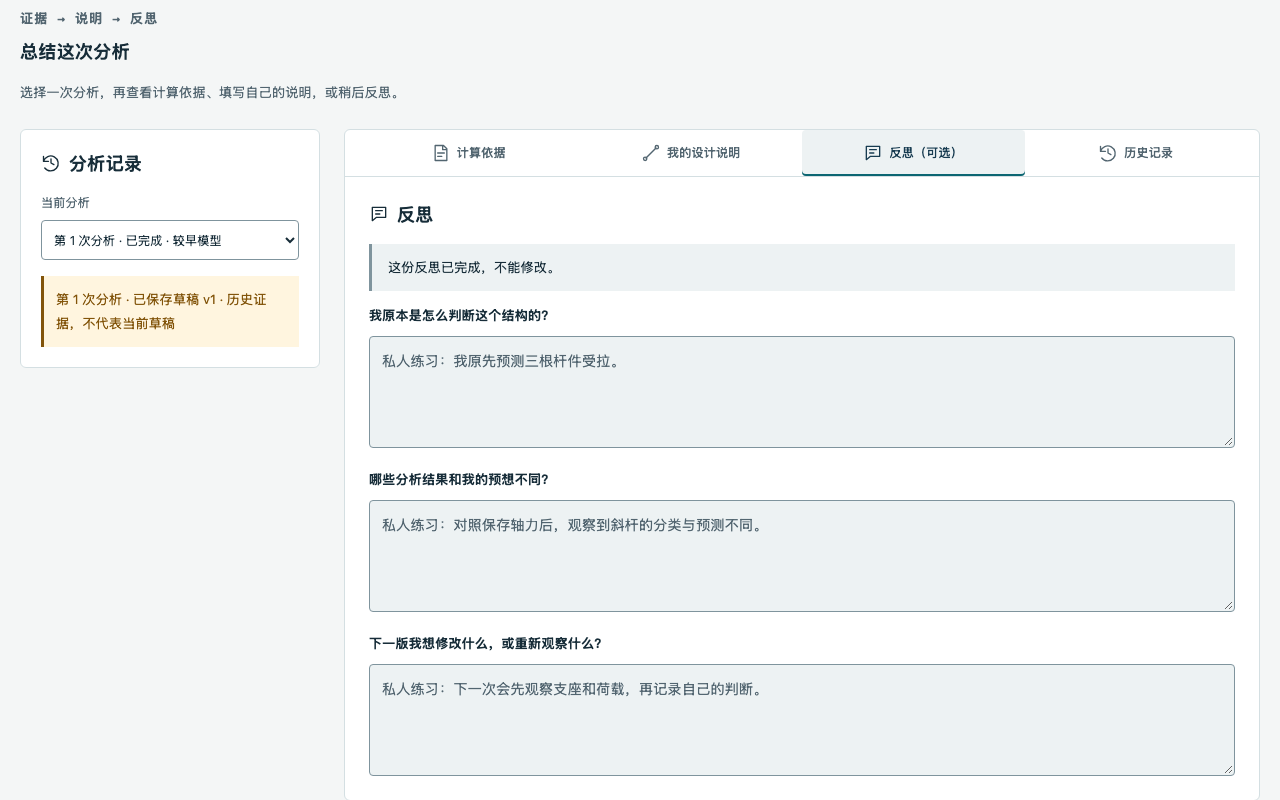 证据 → 说明 → 反思
总结这次分析
选择一次分析，再查看计算依据、填写自己的说明，或稍后反思。
分析记录
当前分析
第 1 次分析 · 已完成 · 较早模型
第 1 次分析 · 已保存草稿 v1 · 历史证
据，不代表当前草稿
计算依据
我的设计说明
反思（可选）
历史记录
反思
这份反思已完成，不能修改。
我原本是怎么判断这个结构的？
私人练习：我原先预测三根杆件受拉。
哪些分析结果和我的预想不同？
私人练习：对照保存轴力后，观察到斜杆的分类与预测不同。
下一版我想修改什么，或重新观察什么？
私人练习：下一次会先观察支座和荷载，再记录自己的判断。